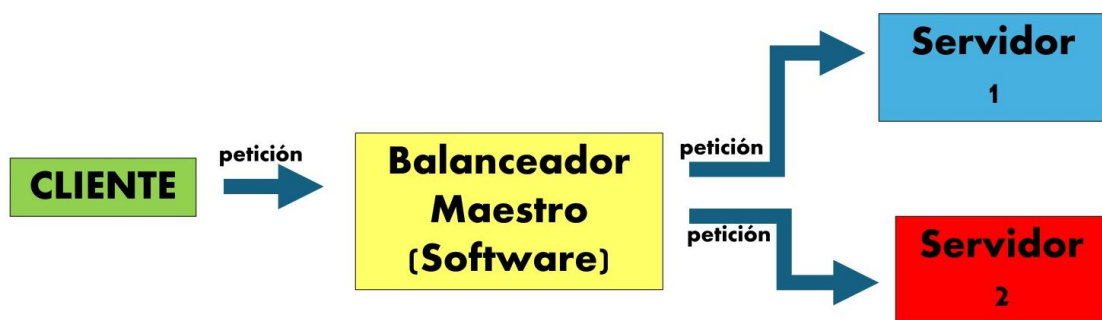 CLIENTE
petición
Balanceador
Maestro
(Software)
petición
Servidor
1
petición
Servidor
2